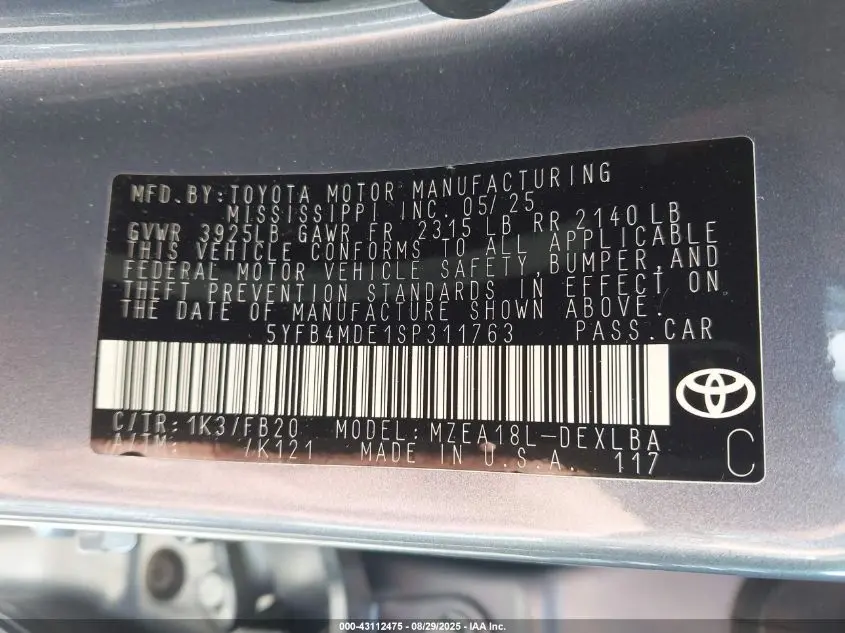 MFD.BY:TOYOTA MOTOR MANUFACTURING
MISSISSIPPI INC. 05/25
GVWR 3925LB GAWR FR 2315 LB RR 2140LB
THIS VEHICLE CONFORMS TO ALL APPLICABLE
FEDERAL MOTOR VEHICLE SAFETY,BUMPER,AND
THEFT PREVENTION STANDARDS IN EFFECT ON
THE DATE OF MANUFACTURE SHOWN ABOVE.
5YFB4MDE1SP311763 PASS.CAR
C/TR:1K3/FB20 MODEL:MZEA18L-DEXLBA
A/TM: /K121 MADE IN U.S.A. 117 C
000-43112475 - 08/29/2025 - IAA Inc.